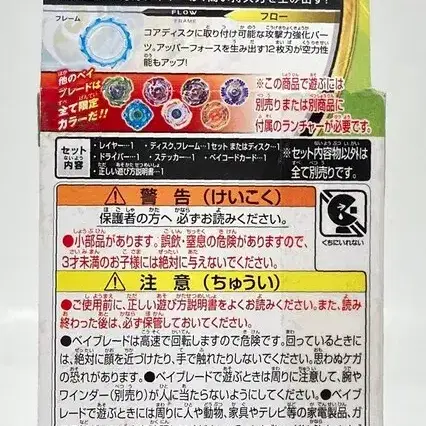 フレーム
FLOW
FRAME
フロー
コアディスクに取り付け可能な攻撃力強化パー
ツ。アッパーフォースを生み出す12枚刃が空力性
能もアップ!
ほか
他のベイ
ブレードは
全て限定
カラーだ!!
※この商品で遊ぶには
別売りまたは別商品に
付属のランチャーが必要です。
セット
内容
・レイヤー…1 ・ディスク、フレーム…1セット またはディスク…1
・ドライバー…1 ・ステッカー…1 ・ベイコードカード…1
・正しい遊び方説明書…1
※セット内容物以外は
全て別売りです。
警告(けいこく)
保護者の方へ 必ずお読みください。
●小部品があります。誤飲・窒息の危険がありますので、
3才未満のお子様には絶対に与えないでください。
くちにいれない
注意(ちゅうい)
●ご使用前に、正しい遊び方説明書をよくお読みください。また、読み
終わった後は、必ず保管しておいてください。
●ベイブレードは高速で回転しますので危険です。回っているときに
は、絶対に顔を近づけたり、手で触れたりしないでください。思わぬケガ
の恐れがあります。●ベイブレードで遊ぶときは周りに注意して、腕や
ワインダー(別売り)が人に当たらないようにしてください。●ベイ
ブレードで遊ぶときには周りに人や動物、家具やテレビ等の家電製品、ガ